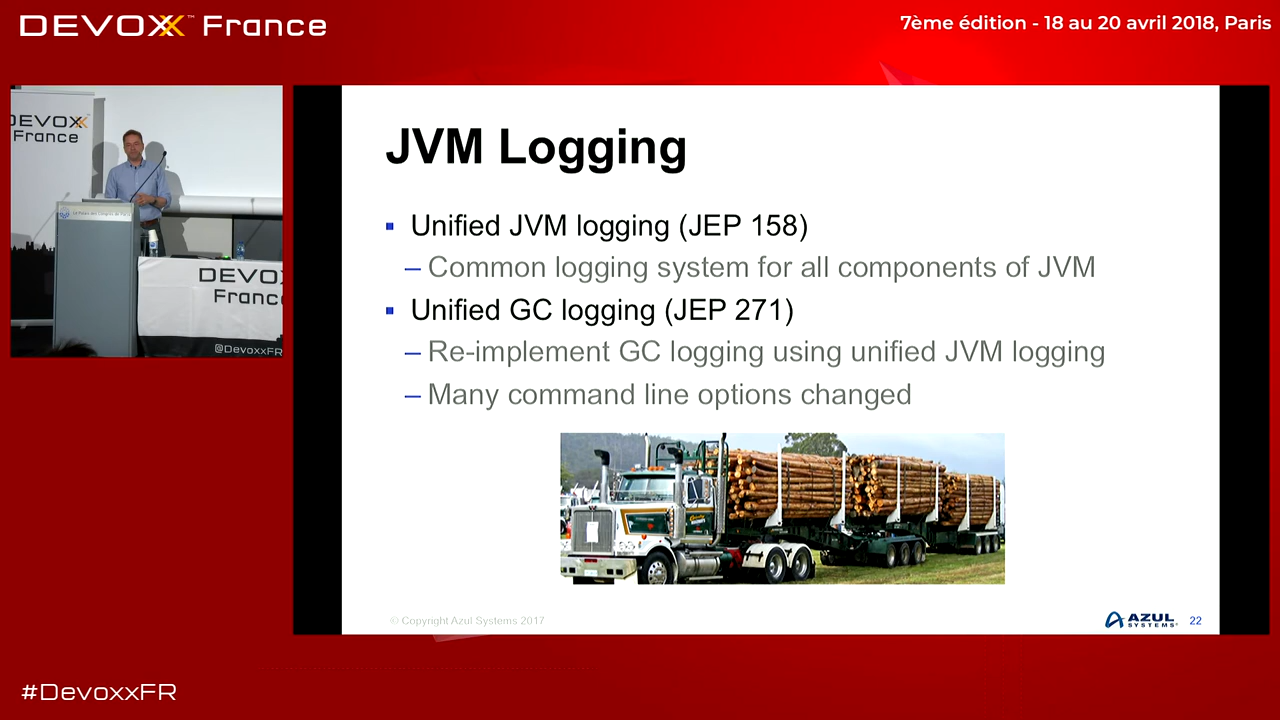 DEVOXX™ France
7ème édition - 18 au 20 avril 2018, Paris
DEVOXX
France
DEVO
France
@DevoxxFR
JVM Logging
▪ Unified JVM logging (JEP 158)
– Common logging system for all components of JVM
▪ Unified GC logging (JEP 271)
– Re-implement GC logging using unified JVM logging
– Many command line options changed
© Copyright Azul Systems 2017
AZUL
SYSTEMS
22
#DevoxxFR